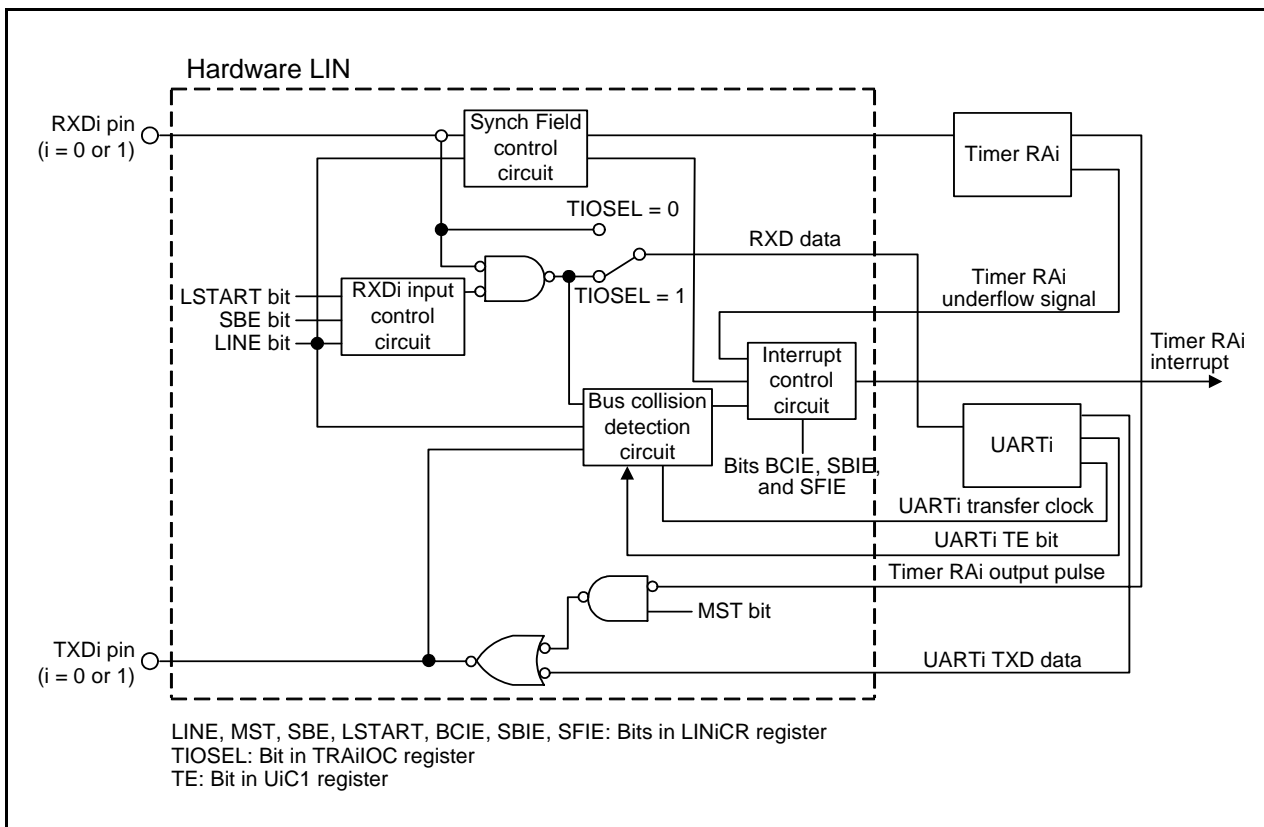 Hardware LIN
RXDi pin
(i = 0 or 1)
Synch Field
control
circuit
Timer RAi
TIOSEL = 0
RXD data
TIOSEL = 1
LSTART bit
SBE bit
LINE bit
RXDi input
control
circuit
Timer RAi
underflow signal
Timer RAi
interrupt
Interrupt
control
circuit
Bus collision
detection
circuit
UARTi
Bits BCIE, SBIE,
and SFIE
UARTi transfer clock
UARTi TE bit
Timer RAi output pulse
MST bit
TXDi pin
(i = 0 or 1)
UARTi TXD data
LINE, MST, SBE, LSTART, BCIE, SBIE, SFIE: Bits in LINiCR register
TIOSEL: Bit in TRAiIOC register
TE: Bit in UiC1 register